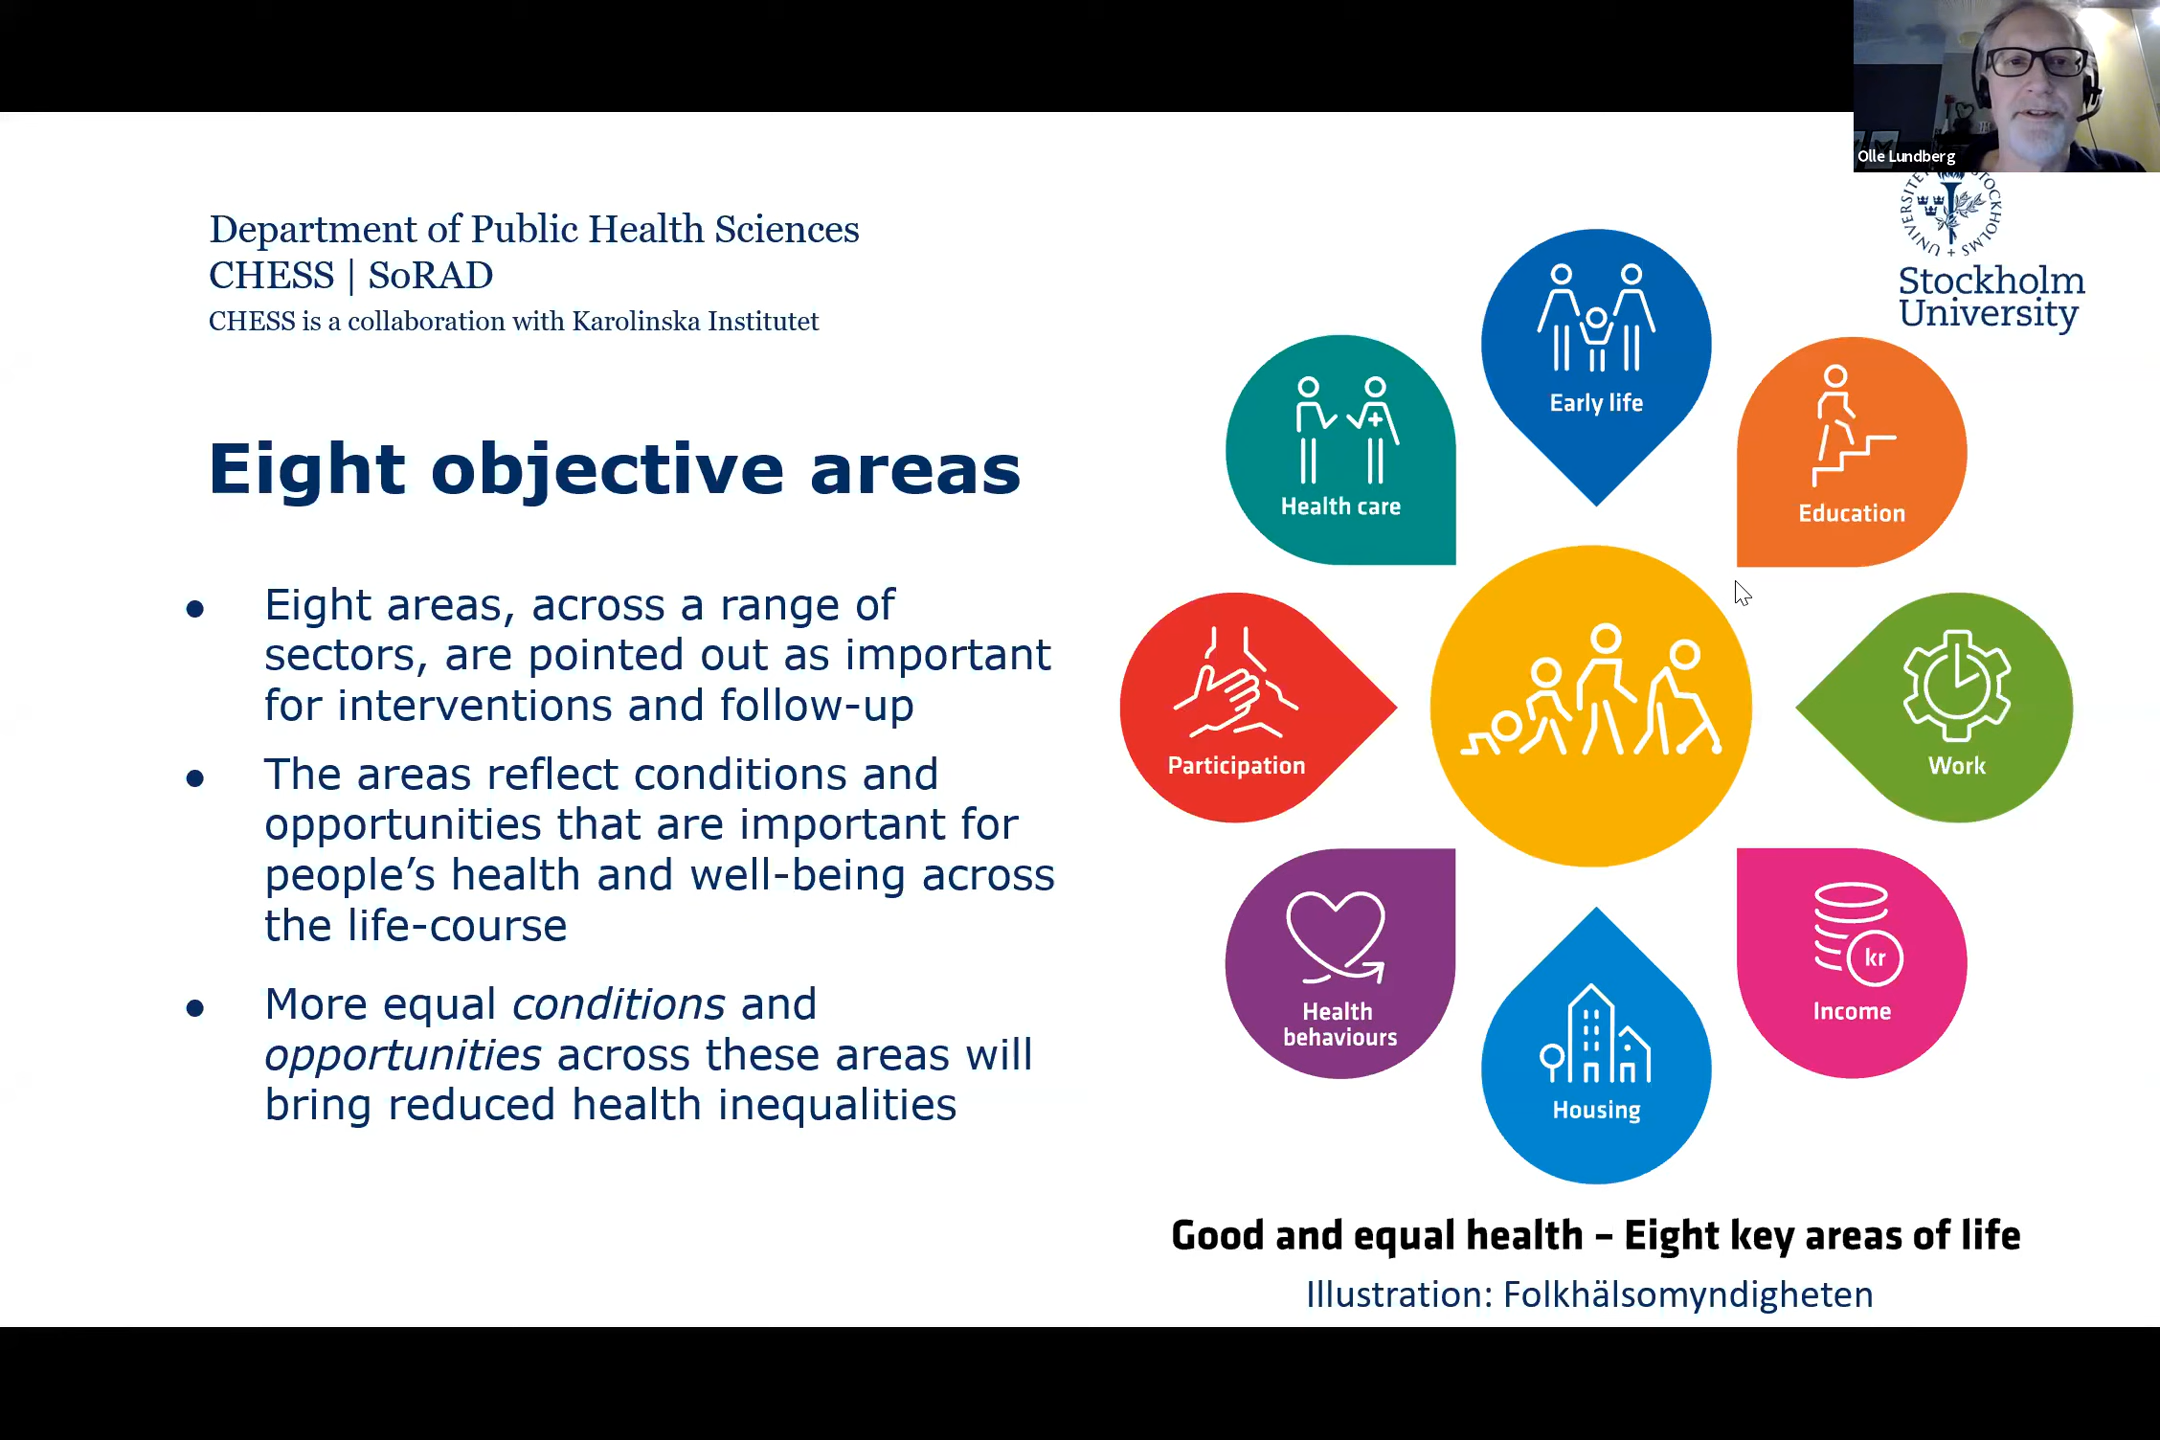 Olle Lundberg
Department of Public Health Sciences
CHESS | SoRAD
CHESS is a collaboration with Karolinska Institutet
Stockholm
University
Eight objective areas
● Eight areas, across a range of
sectors, are pointed out as important
for interventions and follow-up
● The areas reflect conditions and
opportunities that are important for
people’s health and well-being across
the life-course
● More equal conditions and
opportunities across these areas will
bring reduced health inequalities
Early life
Health care
Education
Participation
Work
Health
behaviours
kr
Income
Housing
Good and equal health – Eight key areas of life
Illustration: Folkhälsomyndigheten